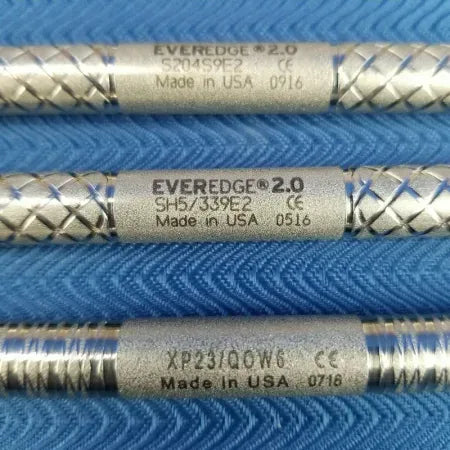 EVEREDGE® 2.0
S204S9E2 CE
Made in USA 0916
EVEREDGE® 2.0
SH5/339E2 CE
Made in USA 0516
XP23/QOW6 CE
Made in USA 0716